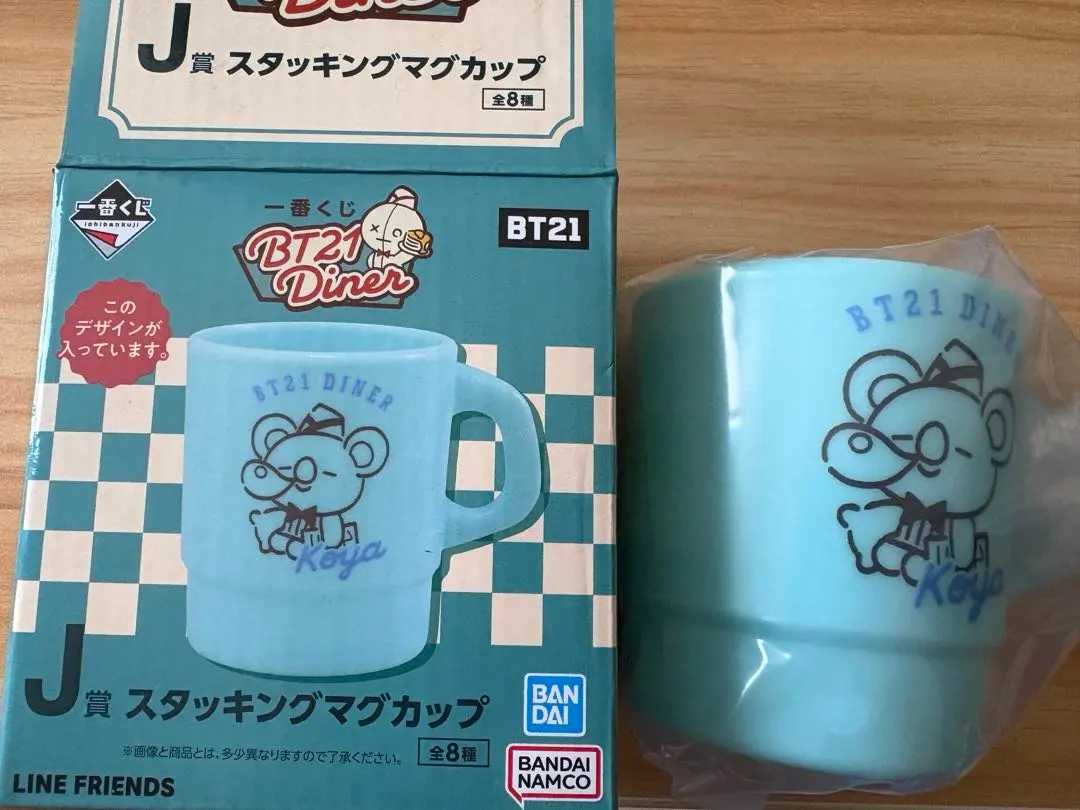 Diner
J賞 スタッキングマグカップ
全8種
一番くじ
ichibankuji
一番くじ
BT21
Diner
BT21
この
デザインが
入っています。
BT21 DINER
Koya
J賞 スタッキングマグカップ
※画像と商品とは、多少異なりますので了承ください。
全8種
BAN
DAI
BANDAI
NAMCO
LINE FRIENDS
BT21 DINE
Koya